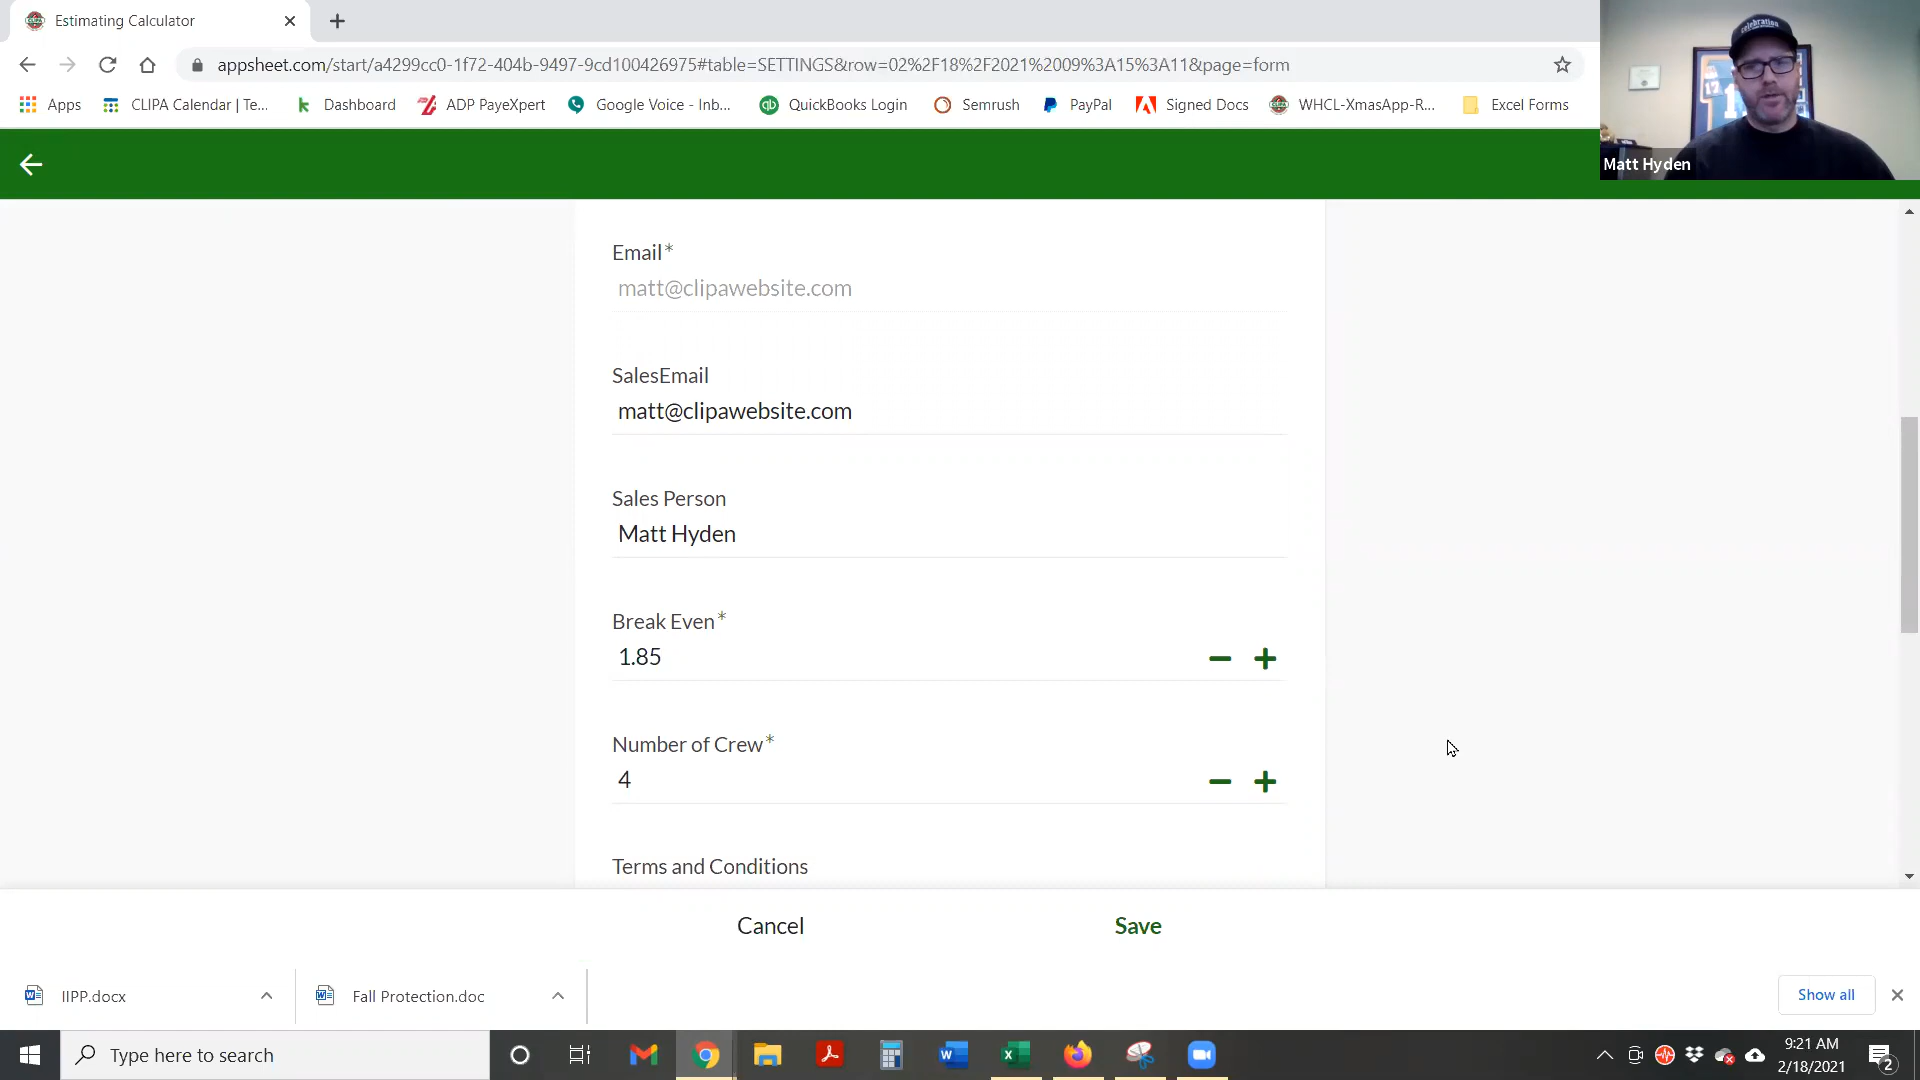 Estimating Calculator
appsheet.com/start/a4299cc0-1f72-404b-9497-9cd100426975#table=SETTINGS&row=02%2F18%2F2021%2009%3A15%3A11&page=form
Apps
CLIPA Calendar | Te...
Dashboard
ADP PayeXpert
Google Voice - Inb...
QuickBooks Login
Semrush
PayPal
Signed Docs
WHCL-XmasApp-R...
Excel Forms
celebration
17
Matt Hyden
Email*
matt@clipawebsite.com
SalesEmail
matt@clipawebsite.com
Sales Person
Matt Hyden
Break Even*
1.85
Number of Crew*
4
Terms and Conditions
Cancel
Save
IIPP.docx
Fall Protection.doc
Show all
Type here to search
9:21 AM
2/18/2021
2